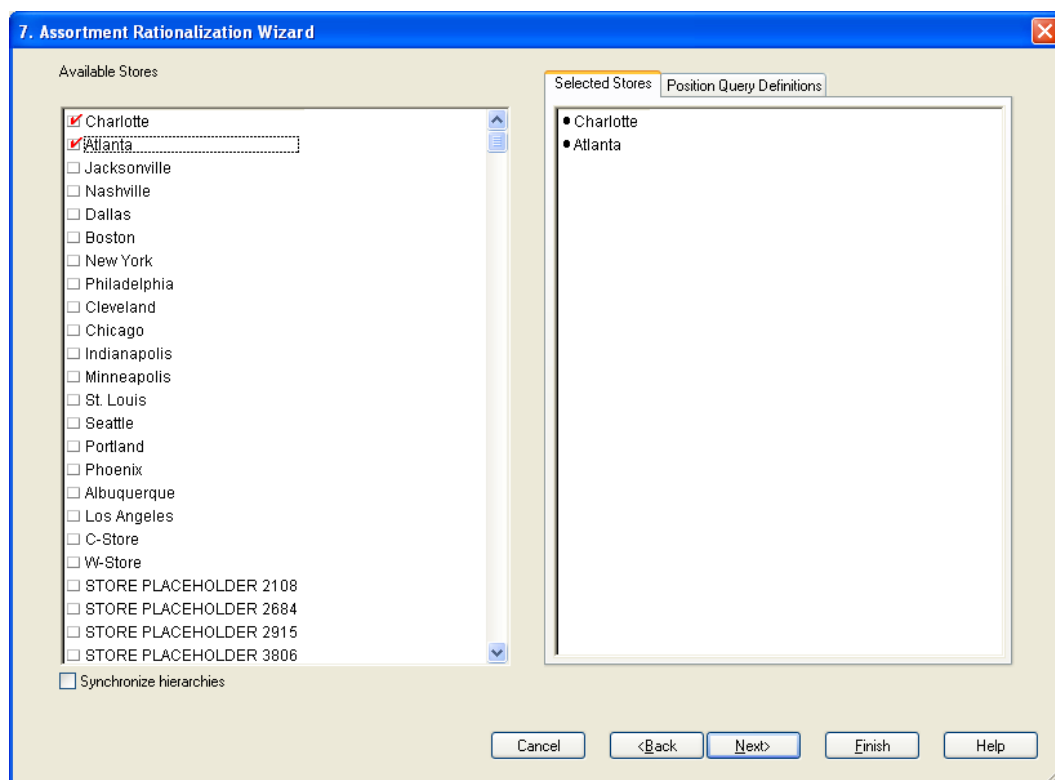 7. Assortment Rationalization Wizard
Available Stores
Charlotte
Atlanta
Jacksonville
Nashville
Dallas
Boston
New York
Philadelphia
Cleveland
Chicago
Indianapolis
Minneapolis
St. Louis
Seattle
Portland
Phoenix
Albuquerque
Los Angeles
C-Store
W-Store
STORE PLACEHOLDER 2108
STORE PLACEHOLDER 2684
STORE PLACEHOLDER 2915
STORE PLACEHOLDER 3806
Synchronize hierarchies
Selected Stores
Position Query Definitions
• Charlotte
• Atlanta
Cancel
<Back
Next>
Finish
Help